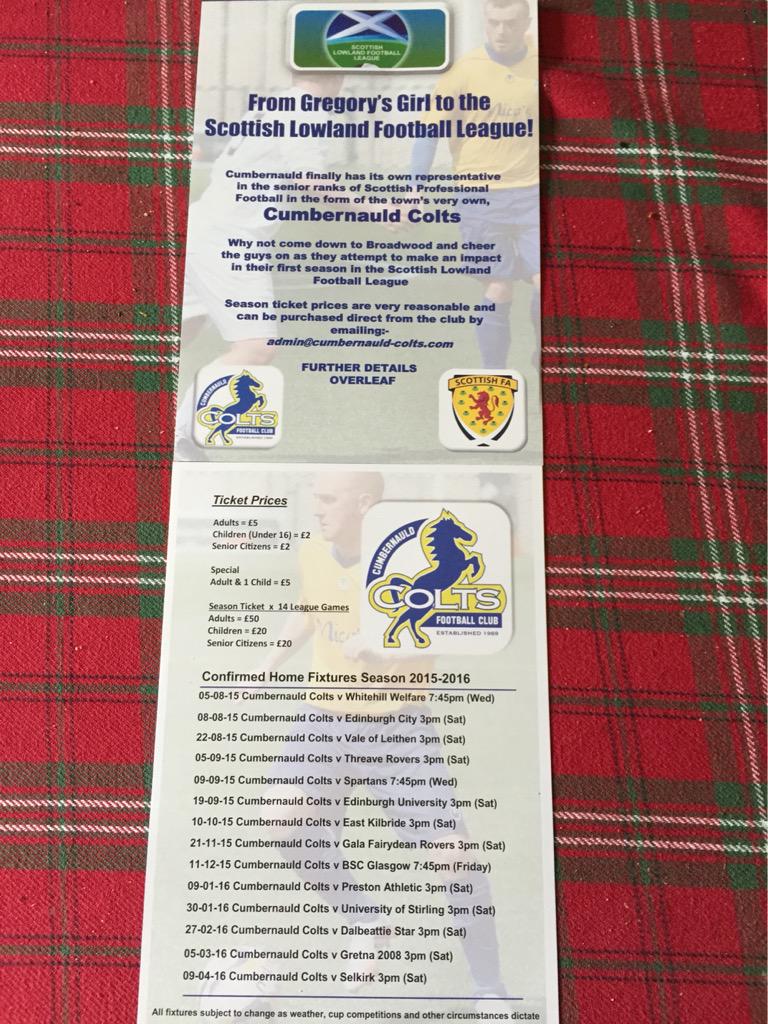 SCOTTISH
LOWLAND FOOTBALL
LEAGUE
From Gregory's Girl to the
Scottish Lowland Football League!
Cumbernauld finally has its own representative
in the senior ranks of Scottish Professional
Football in the form of the town's very own,
Cumbernauld Colts
Why not come down to Broadwood and cheer
the guys on as they attempt to make an impact
in their first season in the Scottish Lowland
Football League
Season ticket prices are very reasonable and
can be purchased direct from the club by
emailing:-
admin@cumbernauld-colts.com
FURTHER DETAILS
OVERLEAF
CUMBERNAULD
COLTS
FOOTBALL CLUB
ESTABLISHED 1969
SCOTTISH FA
Ticket Prices
Adults = £5
Children (Under 16) = £2
Senior Citizens = £2
Special
Adult & 1 Child = £5
Season Ticket x 14 League Games
Adults = £50
Children = £20
Senior Citizens = £20
CUMBERNAULD
COLTS
FOOTBALL CLUB
ESTABLISHED 1969
Confirmed Home Fixtures Season 2015-2016
05-08-15 Cumbernauld Colts v Whitehill Welfare 7:45pm (Wed)
08-08-15 Cumbernauld Colts v Edinburgh City 3pm (Sat)
22-08-15 Cumbernauld Colts v Vale of Leithen 3pm (Sat)
05-09-15 Cumbernauld Colts v Threave Rovers 3pm (Sat)
09-09-15 Cumbernauld Colts v Spartans 7:45pm (Wed)
19-09-15 Cumbernauld Colts v Edinburgh University 3pm (Sat)
10-10-15 Cumbernauld Colts v East Kilbride 3pm (Sat)
21-11-15 Cumbernauld Colts v Gala Fairydean Rovers 3pm (Sat)
11-12-15 Cumbernauld Colts v BSC Glasgow 7:45pm (Friday)
09-01-16 Cumbernauld Colts v Preston Athletic 3pm (Sat)
30-01-16 Cumbernauld Colts v University of Stirling 3pm (Sat)
27-02-16 Cumbernauld Colts v Dalbeattie Star 3pm (Sat)
05-03-16 Cumbernauld Colts v Gretna 2008 3pm (Sat)
09-04-16 Cumbernauld Colts v Selkirk 3pm (Sat)
All fixtures subject to change as weather, cup competitions and other circumstances dictate